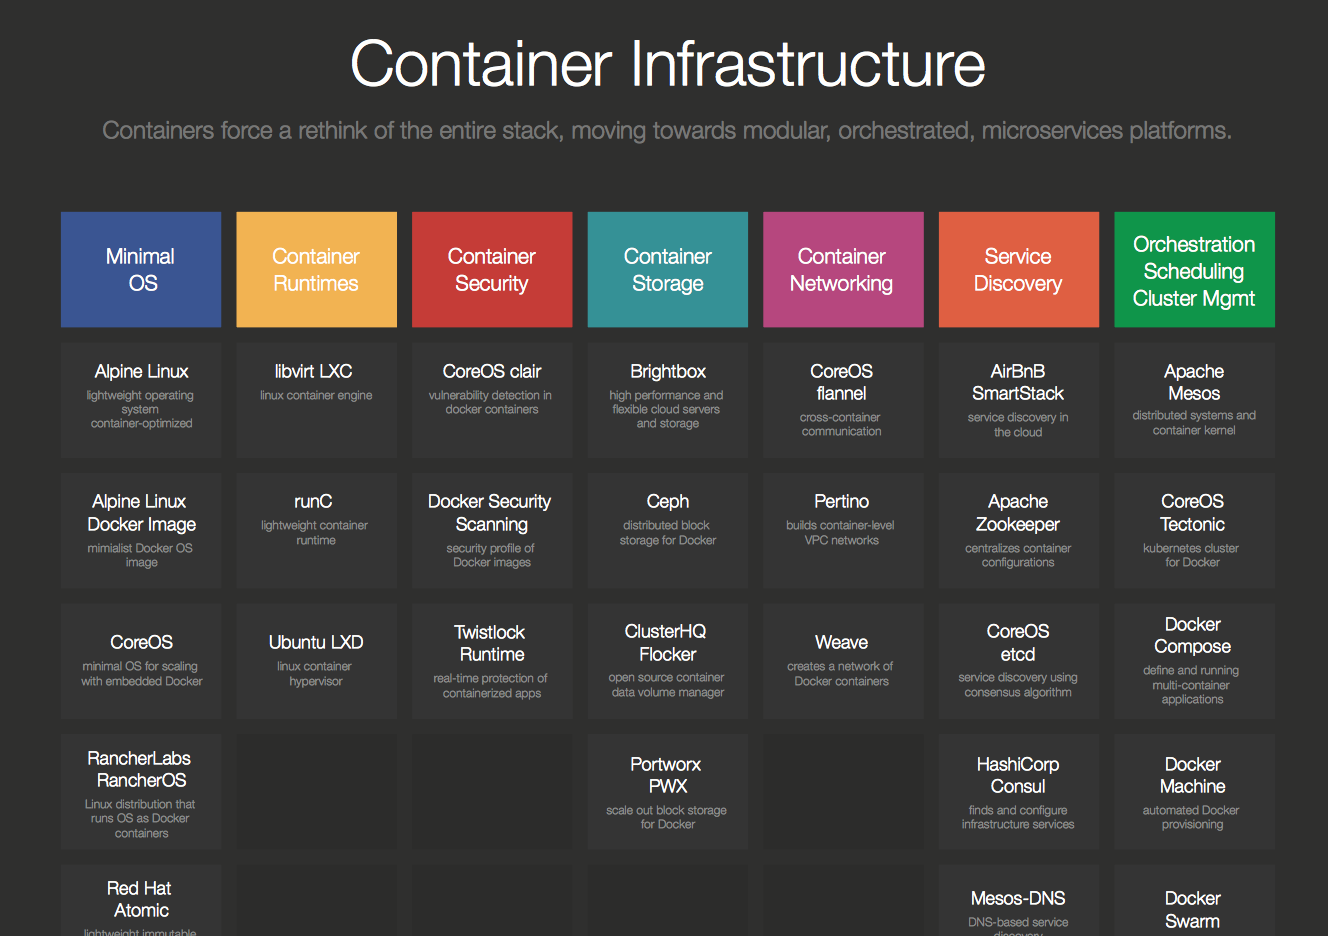 Container Infrastructure
Containers force a rethink of the entire stack, moving towards modular, orchestrated, microservices platforms.
Minimal
OS
Container
Runtimes
Container
Security
Container
Storage
Container
Networking
Service
Discovery
Orchestration
Scheduling
Cluster Mgmt
Alpine Linux
lightweight operating
system
container-optimized
libvirt LXC
linux container engine
CoreOS clair
vulnerability detection in
docker containers
Brightbox
high performance and
flexible cloud servers
and storage
CoreOS
flannel
cross-container
communication
AirBnB
SmartStack
service discovery in
the cloud
Apache
Mesos
distributed systems and
container kernel
Alpine Linux
Docker Image
mimialist Docker OS
image
runC
lightweight container
runtime
Docker Security
Scanning
security profile of
Docker images
Ceph
distributed block
storage for Docker
Pertino
builds container-level
VPC networks
Apache
Zookeeper
centralizes container
configurations
CoreOS
Tectonic
kubernetes cluster
for Docker
CoreOS
minimal OS for scaling
with embedded Docker
Ubuntu LXD
linux container
hypervisor
Twistlock
Runtime
real-time protection of
containerized apps
ClusterHQ
Flocker
open source container
data volume manager
Weave
creates a network of
Docker containers
CoreOS
etcd
service discovery using
consensus algorithm
Docker
Compose
define and running
multi-container
applications
RancherLabs
RancherOS
Linux distribution that
runs OS as Docker
containers
Portworx
PWX
scale out block storage
for Docker
HashiCorp
Consul
finds and configure
infrastructure services
Docker
Machine
automated Docker
provisioning
Red Hat
Atomic
lightweight immutable
Mesos-DNS
DNS-based service
discovery
Docker
Swarm